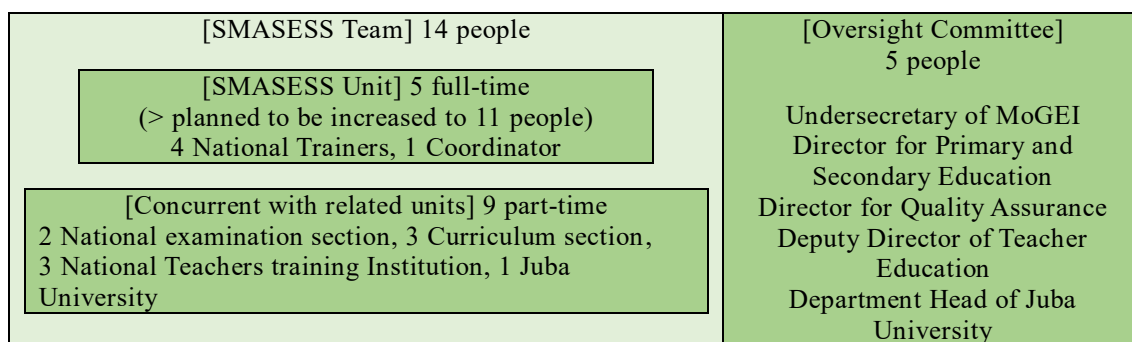 [SMASESS Team] 14 people
[SMASESS Unit] 5 full-time
(> planned to be increased to 11 people)
4 National Trainers, 1 Coordinator
[Concurrent with related units] 9 part-time
2 National examination section, 3 Curriculum section,
3 National Teachers training Institution, 1 Juba
University
[Oversight Committee]
5 people
Undersecretary of MoGEI
Director for Primary and
Secondary Education
Director for Quality Assurance
Deputy Director of Teacher
Education
Department Head of Juba
University